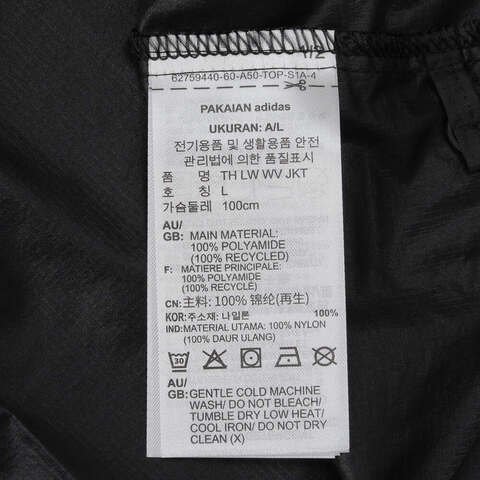 1/2
62759440-60-A50-TOP-S1A-4
PAKAIAN adidas
UKURAN: A/L
전기용품 및 생활용품 안전
관리법에 의한 품질표시
품 명 TH LW WV JKT
호 칭 L
가슴둘레 100cm
AU/
GB: MAIN MATERIAL:
100% POLYAMIDE
(100% RECYCLED)
F: MATIERE PRINCIPALE:
100% POLYAMIDE
(100% RECYCLE)
CN: 主料: 100% 锦纶(再生)
KOR: 주소재: 나일론 100%
IND: MATERIAL UTAMA: 100% NYLON
(100% DAUR ULANG)
30
AU/
GB: GENTLE COLD MACHINE
WASH/ DO NOT BLEACH/
TUMBLE DRY LOW HEAT/
COOL IRON/ DO NOT DRY
CLEAN (X)